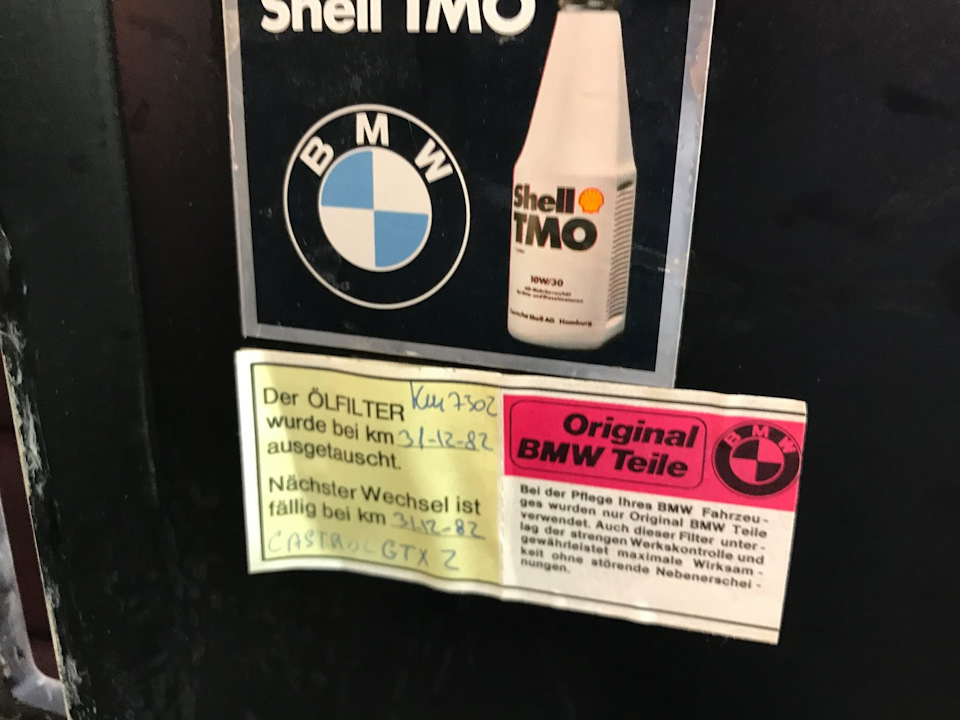 Shell TMO
BMW
Shell
TMO
10W/30
Deutsche Shell AG · Hamburg
Der ÖLFILTER Km 7302
wurde bei km 31-12-82
ausgetauscht.
Nächster Wechsel ist
fällig bei km 31-12-82
CASTROL GTX 2
Original
BMW Teile
BMW
Bei der Pflege Ihres BMW Fahrzeu-
ges wurden nur Original BMW Teile
verwendet. Auch dieser Filter unter-
lag der strengen Werkskontrolle und
gewährleistet maximale Wirksam-
keit ohne störende Nebenerschei-
nungen.